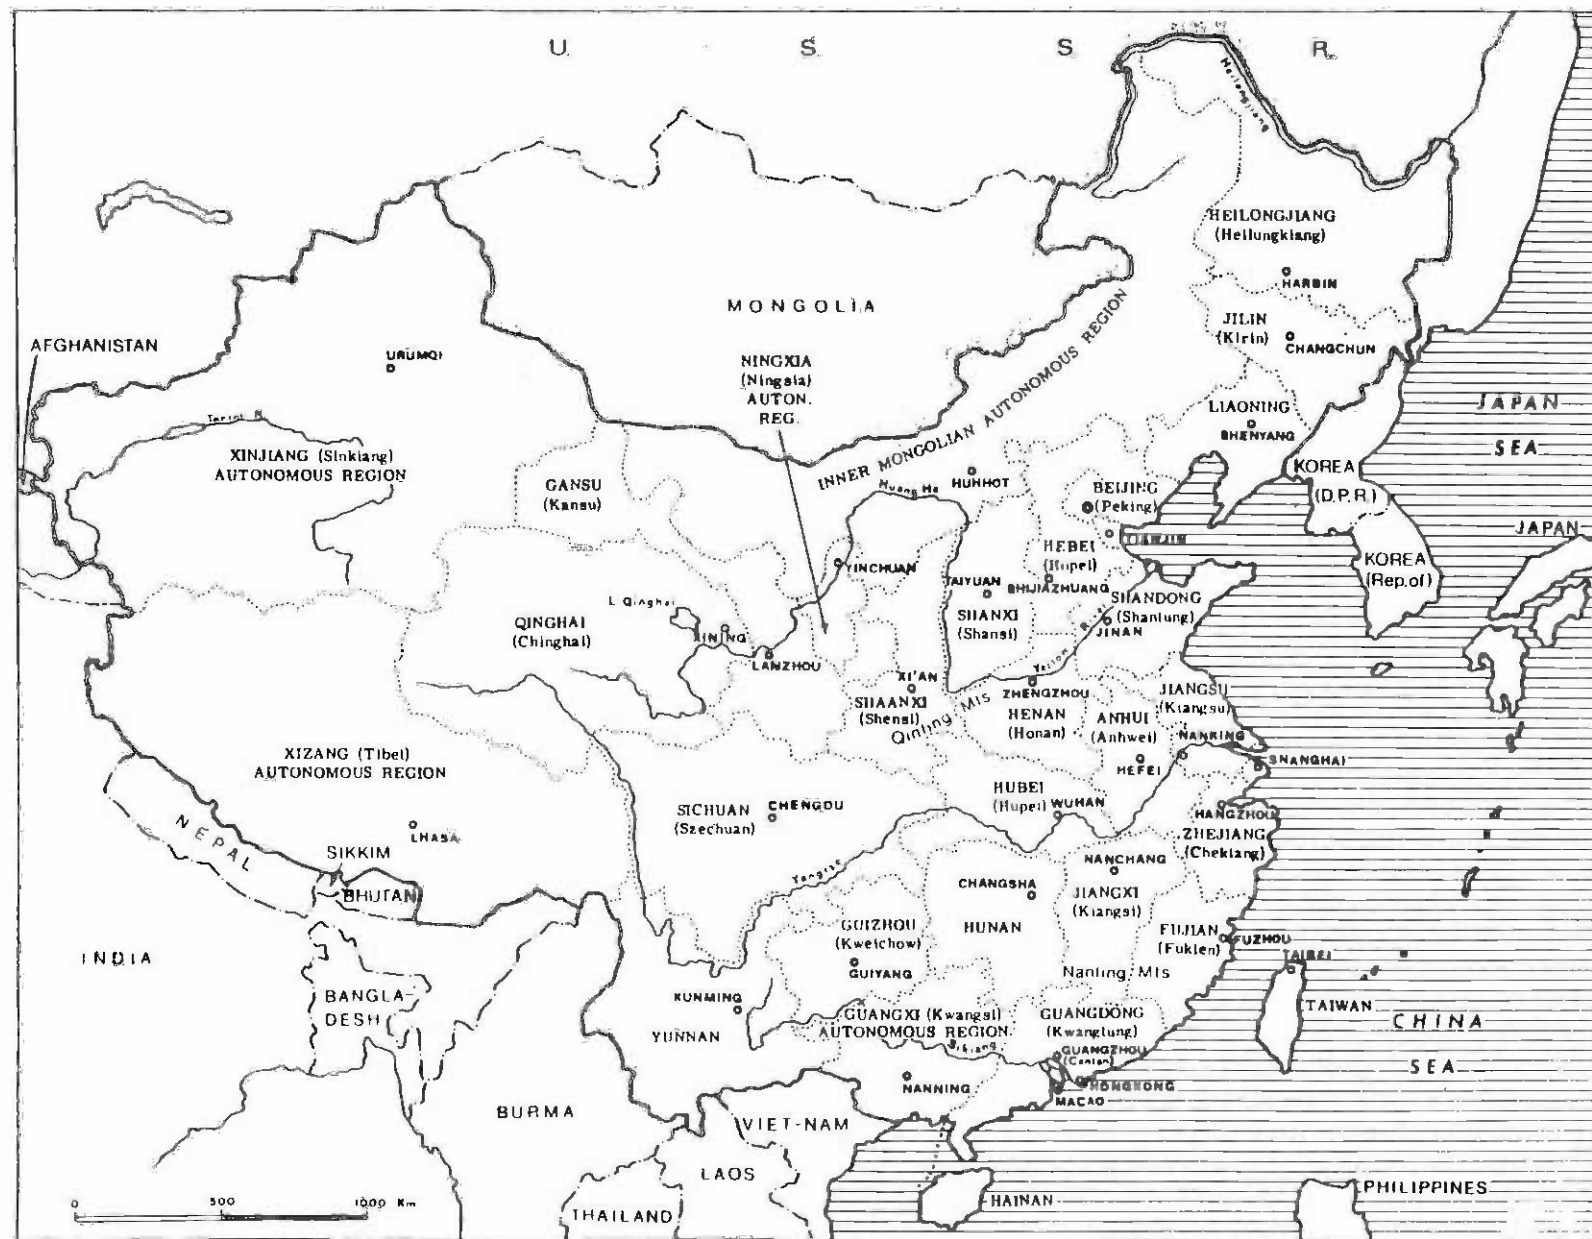 U. S. S R.
Heilongjiang
HEILONGJIANG
(Heilungkiang)
HARBIN
MONGOLIA
JILIN
(Kirin)
CHANGCHUN
AFGHANISTAN
URUMQI
NINGXIA
(Ningsia)
AUTON.
REG.
INNER MONGOLIAN AUTONOMOUS REGION
LIAONING
SHENYANG
JAPAN
SEA
Tarim R.
XINJIANG (Sinkiang)
AUTONOMOUS REGION
GANSU
(Kansu)
Huang He
HUHHOT
BEIJING
(Peking)
KOREA
(D.P.R.)
TIANJIN
JAPAN
HEBEI
(Hopei)
YINCHUAN
TAIYUAN
SHIJIAZHUANG
KOREA
(Rep.of)
L Qinghai
SHANDONG
(Shantung)
QINGHAI
(Chinghai)
SHANXI
(Shansi)
JINAN
XINING
LANZHOU
Yellow R.
XI'AN
ZHENGZHOU
JIANGSU
(Kiangsu)
SHAANXI
(Shensi)
Qinling Mts
HENAN
(Honan)
ANHUI
(Anhwei)
NANKING
XIZANG (Tibet)
AUTONOMOUS REGION
HEFEI
SHANGHAI
SICHUAN
(Szechuan)
CHENGDU
HUBEI
(Hupei)
WUHAN
HANGZHOU
ZHEJIANG
(Chekiang)
NEPAL
LHASA
SIKKIM
BHUTAN
Yangtse
NANCHANG
CHANGSHA
JIANGXI
(Kiangsi)
GUIZHOU
(Kweichow)
HUNAN
FUJIAN
(Fukien)
FUZHOU
TAIBEI
INDIA
GUIYANG
Nanling Mts
BANGLA-
DESH
KUNMING
YUNNAN
GUANGXI (Kwangsi)
AUTONOMOUS REGION
GUANGDONG
(Kwangtung)
TAIWAN
CHINA
SEA
Sikiang
GUANGZHOU
(Canton)
NANNING
HONGKONG
MACAO
BURMA
VIET-NAM
LAOS
THAILAND
HAINAN
PHILIPPINES
0 500 1000 Km